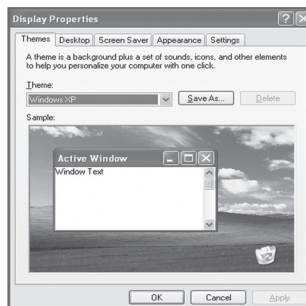 Display Properties
Themes Desktop Screen Saver Appearance Settings
A theme is a background plus a set of sounds, icons, and other elements
to help you personalize your computer with one click.
Theme:
Windows XP Save As... Delete
Sample:
Active Window
Window Text
OK Cancel Apply